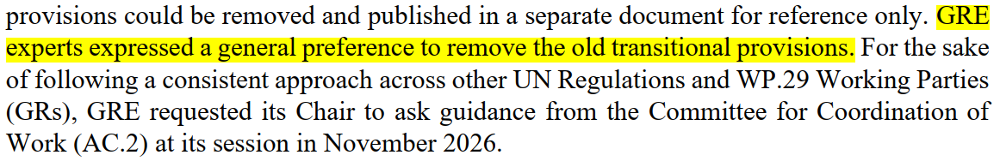 provisions could be removed and published in a separate document for reference only. GRE
experts expressed a general preference to remove the old transitional provisions. For the sake
of following a consistent approach across other UN Regulations and WP.29 Working Parties
(GRs), GRE requested its Chair to ask guidance from the Committee for Coordination of
Work (AC.2) at its session in November 2026.